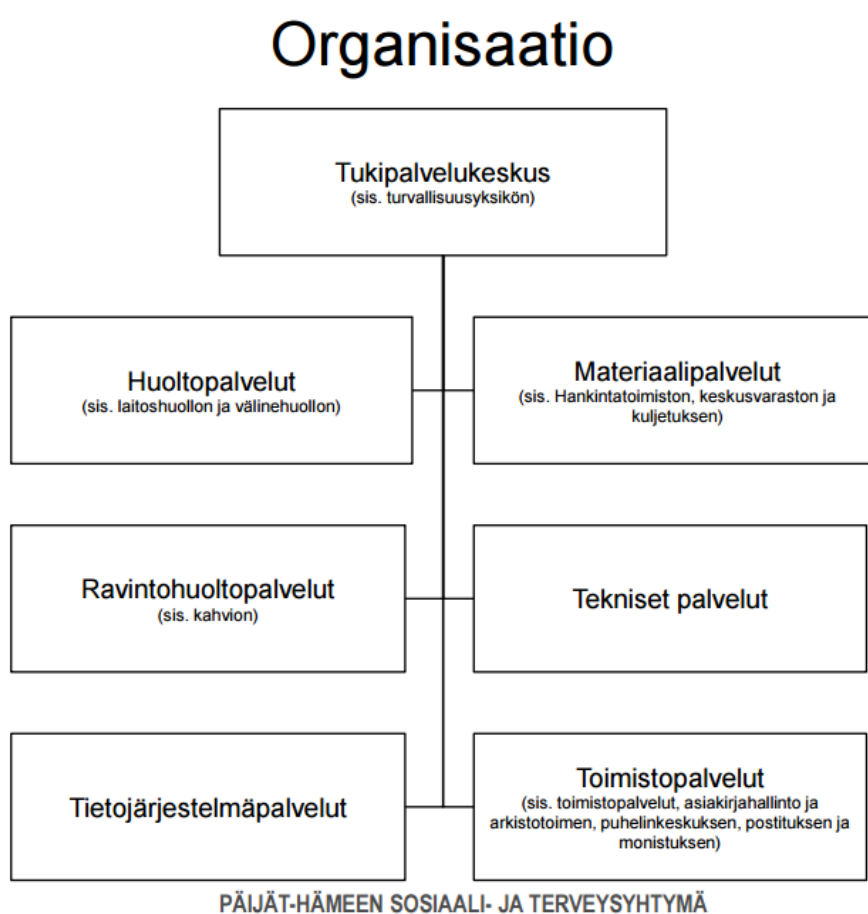 Organisaatio
Tukipalvelukeskus
(sis. turvallisuusyksikön)
Huoltopalvelut
(sis. laitoshuollon ja välinehuollon)
Materiaalipalvelut
(sis. Hankintatoimiston, keskusvaraston ja
kuljetuksen)
Ravintohuoltopalvelut
(sis. kahvion)
Tekniset palvelut
Tietojärjestelmäpalvelut
Toimistopalvelut
(sis. toimistopalvelut, asiakirjahallinto ja
arkistotoimen, puhelinkeskuksen, postituksen ja
monistuksen)
PÄIJÄT-HÄMEEN SOSIAALI- JA TERVEYSYHTYMÄ